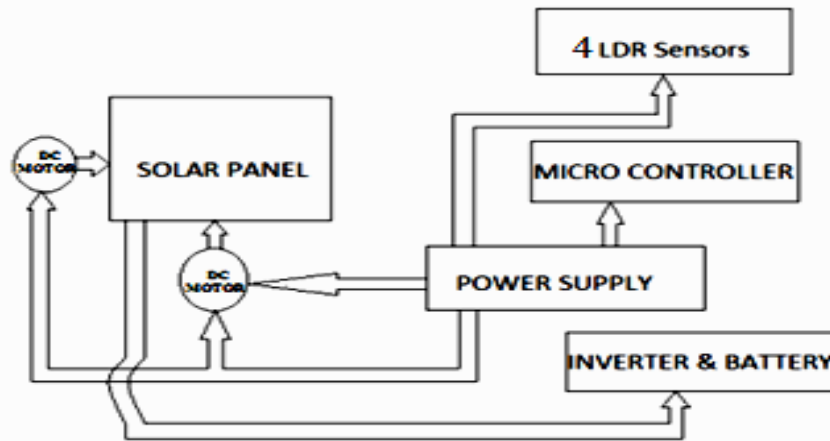 4 LDR Sensors
DC
MOTOR
SOLAR PANEL
MICRO CONTROLLER
DC
MOTOR
POWER SUPPLY
INVERTER & BATTERY